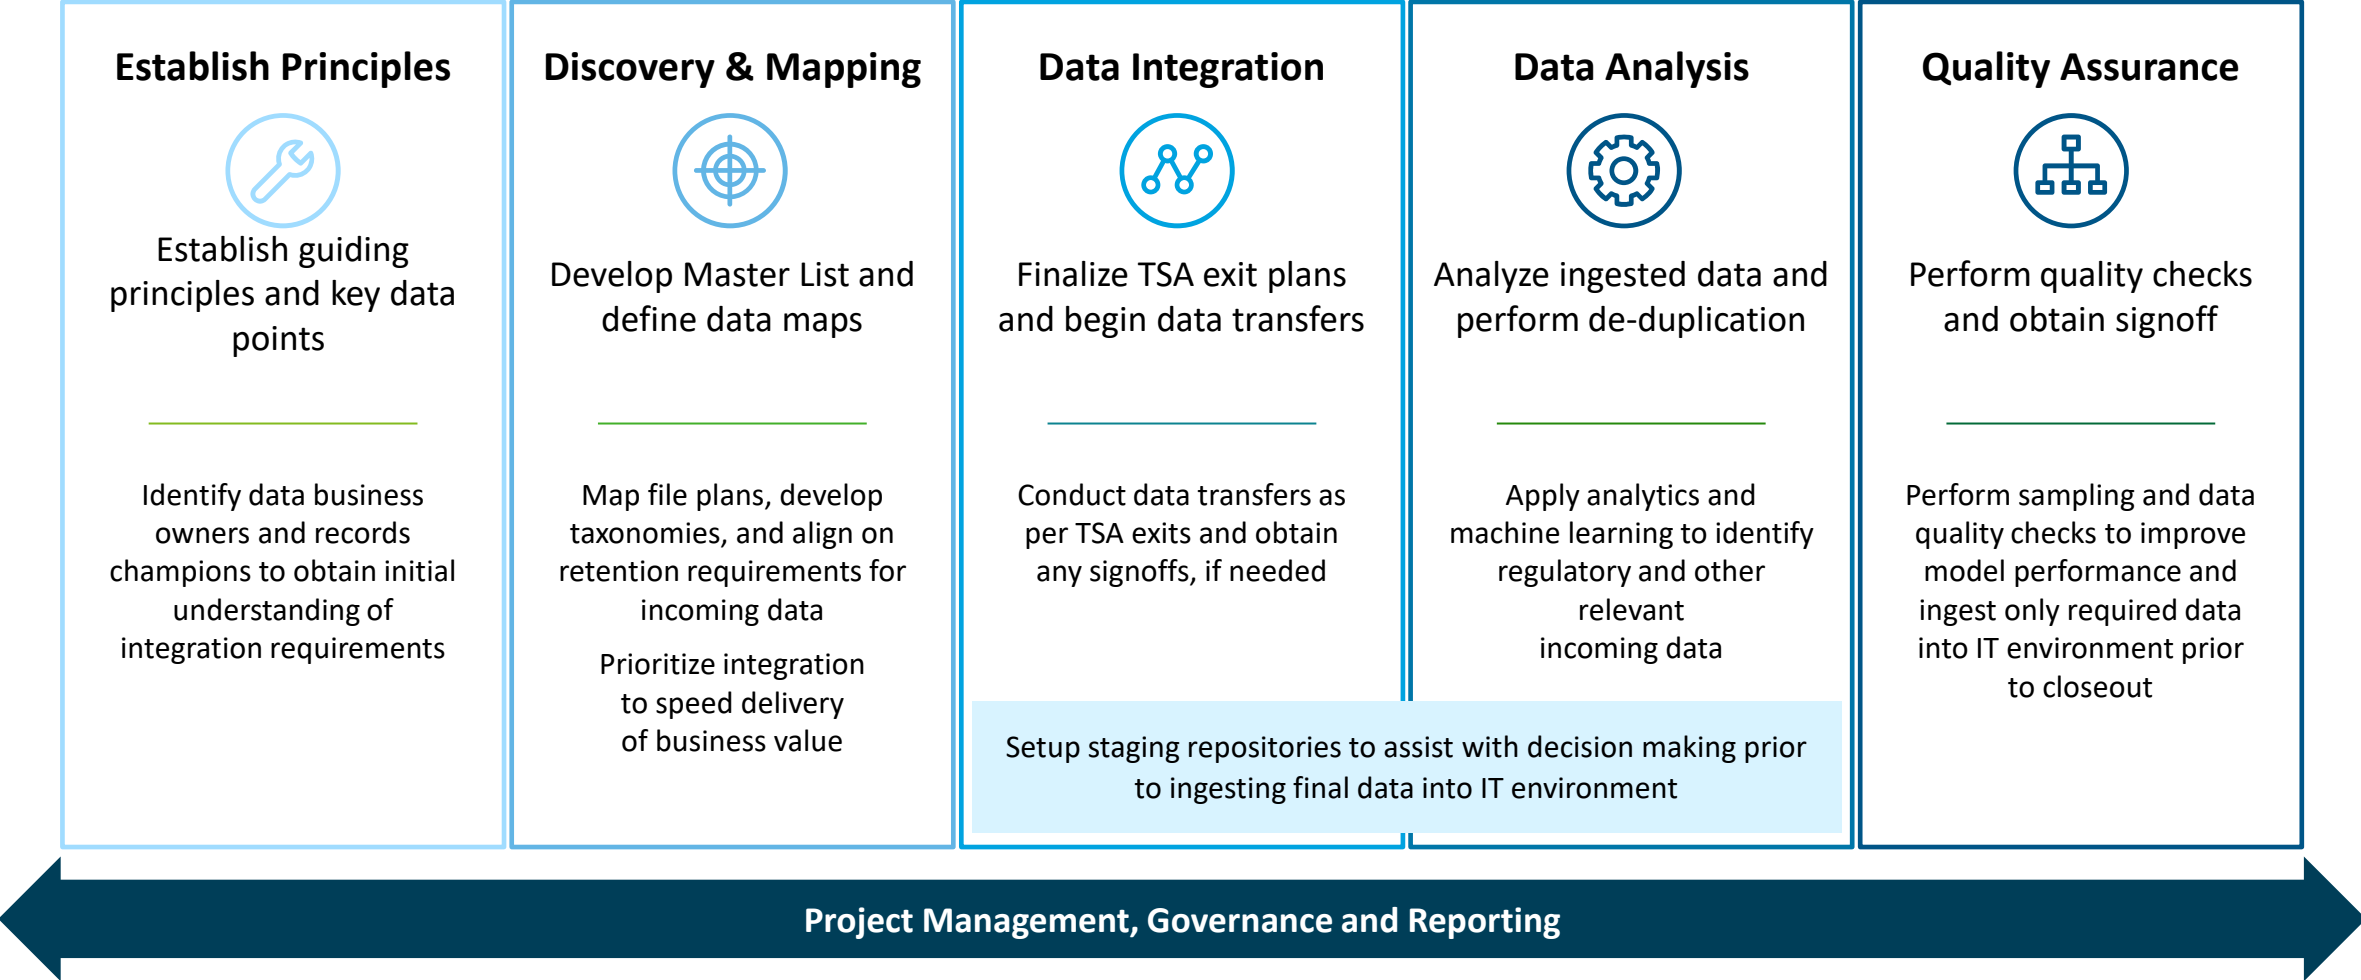 Establish Principles
Establish guiding
principles and key data
points
Identify data business
owners and records
champions to obtain initial
understanding of
integration requirements
Discovery & Mapping
Develop Master List and
define data maps
Map file plans, develop
taxonomies, and align on
retention requirements for
incoming data
Prioritize integration
to speed delivery
of business value
Data Integration
Finalize TSA exit plans
and begin data transfers
Conduct data transfers as
per TSA exits and obtain
any signoffs, if needed
Data Analysis
Analyze ingested data and
perform de-duplication
Apply analytics and
machine learning to identify
regulatory and other
relevant
incoming data
Setup staging repositories to assist with decision making prior
to ingesting final data into IT environment
Quality Assurance
Perform quality checks
and obtain signoff
Perform sampling and data
quality checks to improve
model performance and
ingest only required data
into IT environment prior
to closeout
Project Management, Governance and Reporting